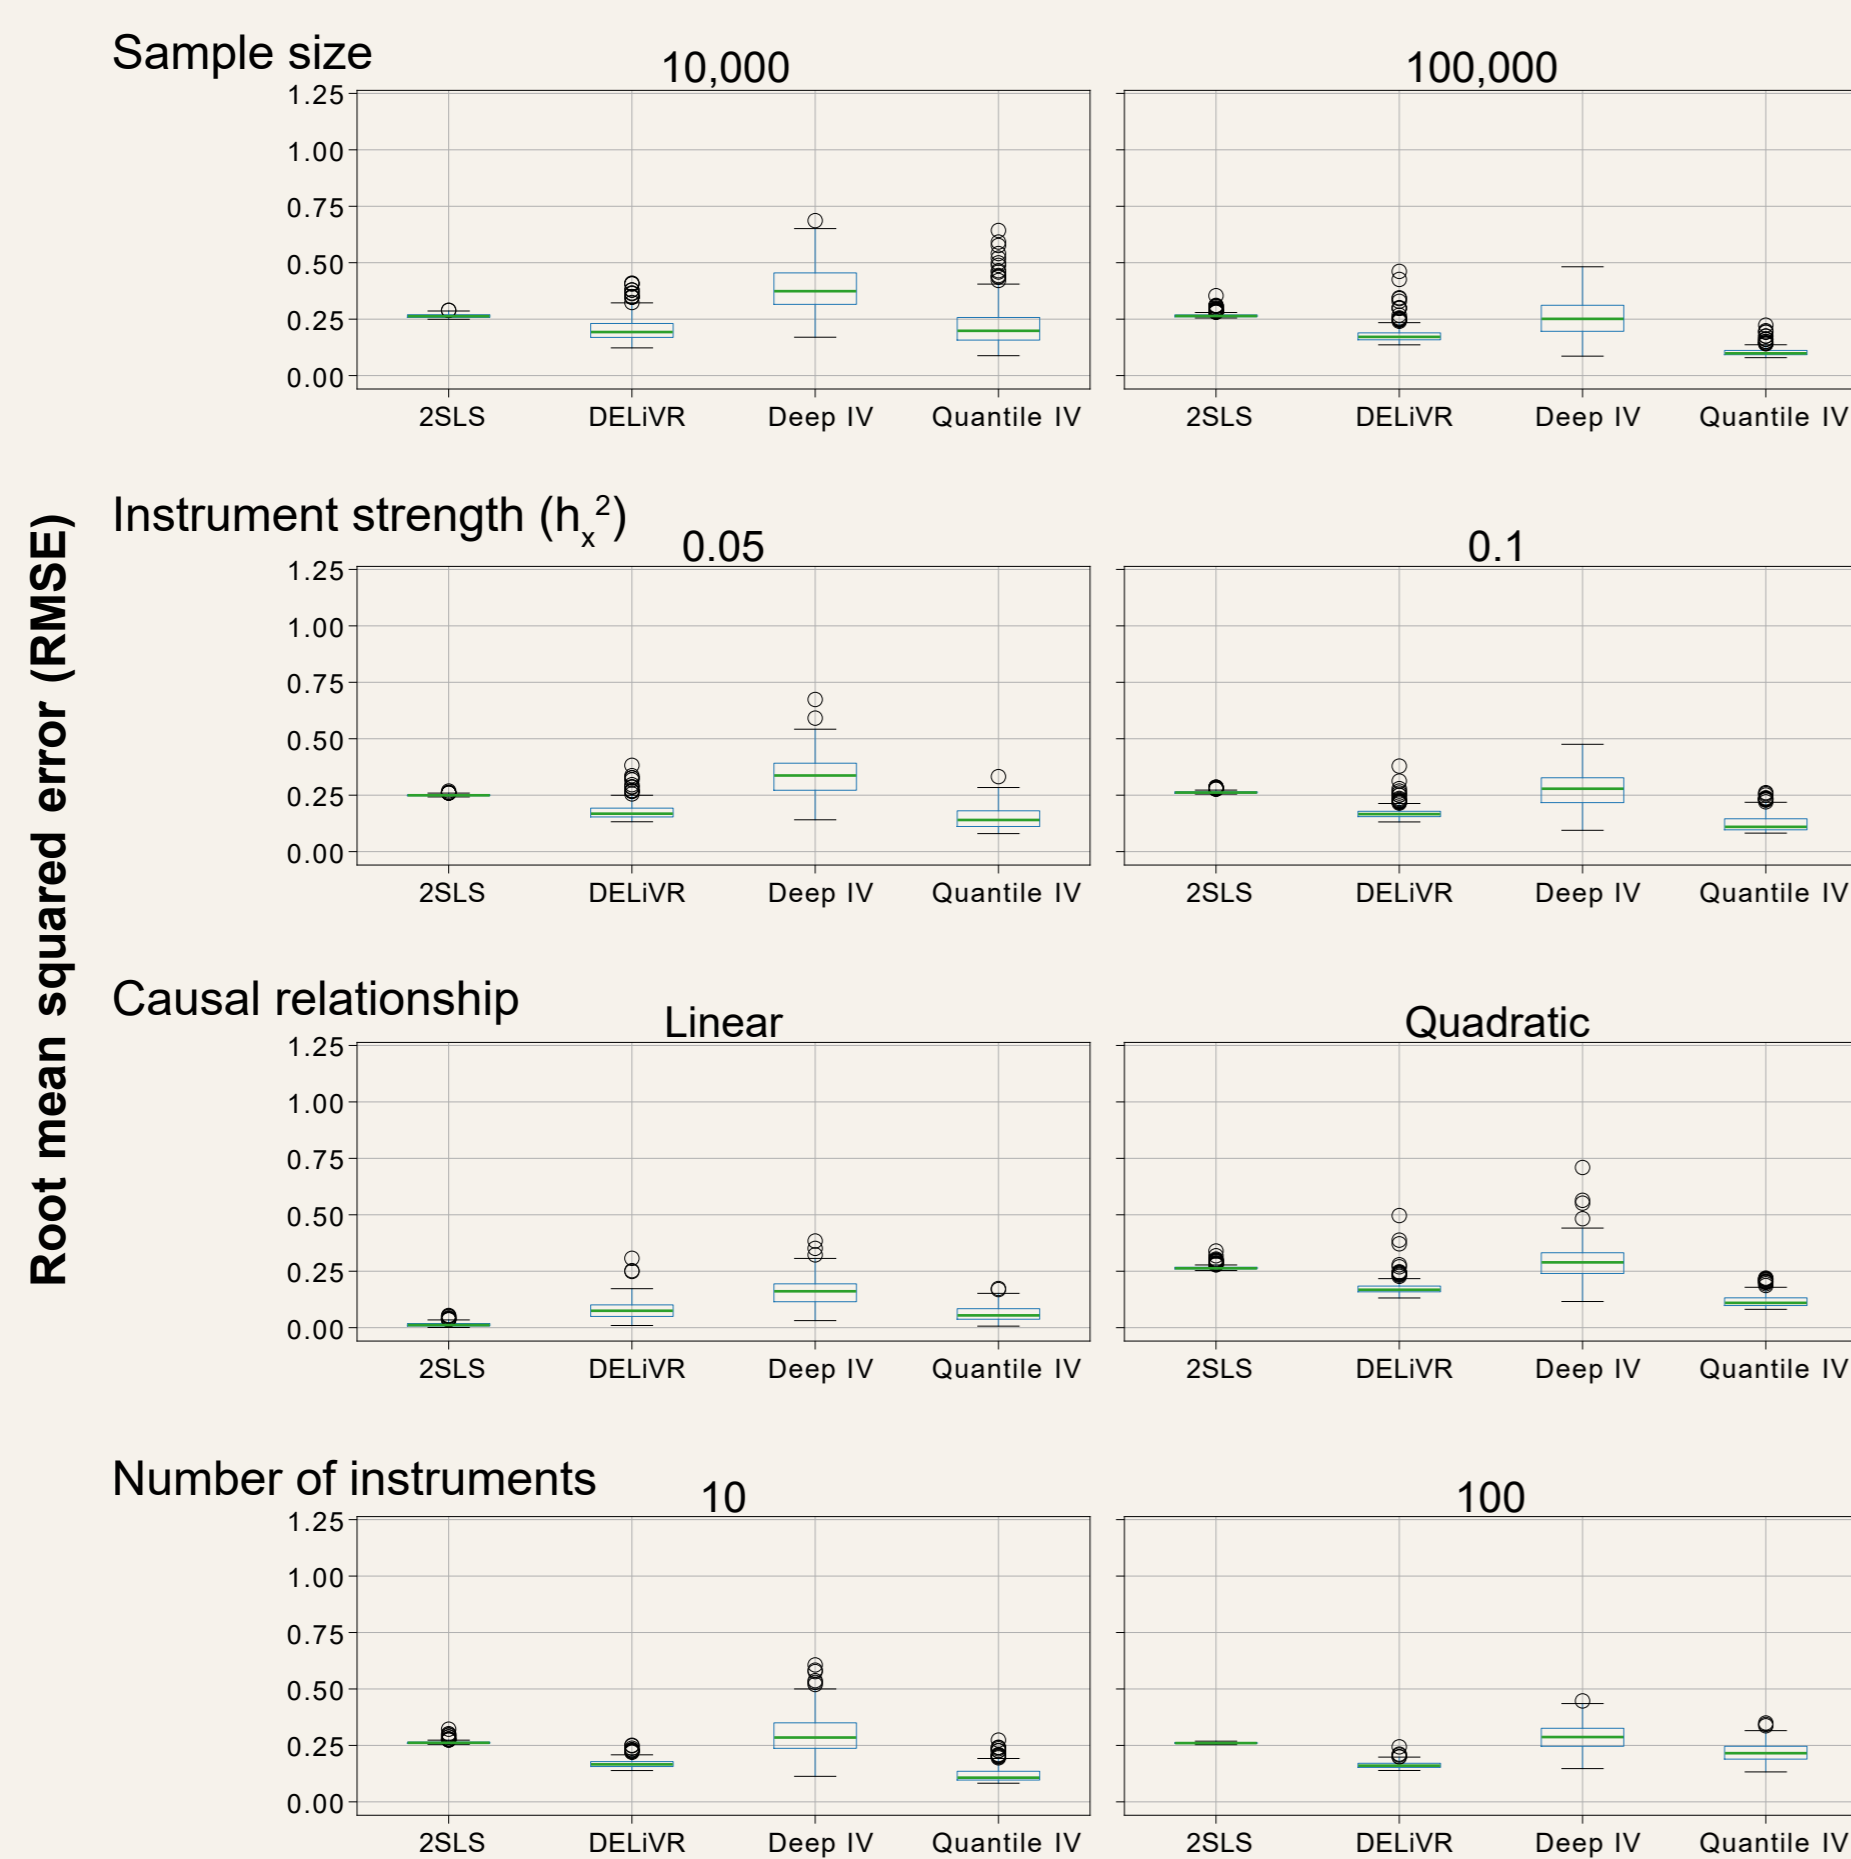 Sample size
10,000
100,000
1.25
1.00
0.75
0.50
0.25
0.00
2SLS DELiVR Deep IV Quantile IV
2SLS DELiVR Deep IV Quantile IV
Root mean squared error (RMSE)
Instrument strength (hₓ²)
0.05
0.1
1.25
1.00
0.75
0.50
0.25
0.00
2SLS DELiVR Deep IV Quantile IV
2SLS DELiVR Deep IV Quantile IV
Causal relationship
Linear
Quadratic
1.25
1.00
0.75
0.50
0.25
0.00
2SLS DELiVR Deep IV Quantile IV
2SLS DELiVR Deep IV Quantile IV
Number of instruments
10
100
1.25
1.00
0.75
0.50
0.25
0.00
2SLS DELiVR Deep IV Quantile IV
2SLS DELiVR Deep IV Quantile IV